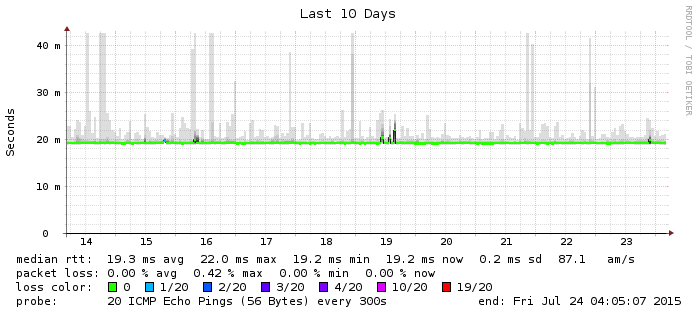 Last 10 Days
RRDTOOL / TOBI OETIKER
Seconds
40 m
30 m
20 m
10 m
0
14 15 16 17 18 19 20 21 22 23
median rtt: 19.3 ms avg 22.0 ms max 19.2 ms min 19.2 ms now 0.2 ms sd 87.1 am/s
packet loss: 0.00 % avg 0.42 % max 0.00 % min 0.00 % now
loss color: 0 1/20 2/20 3/20 4/20 10/20 19/20
probe: 20 ICMP Echo Pings (56 Bytes) every 300s end: Fri Jul 24 04:05:07 2015